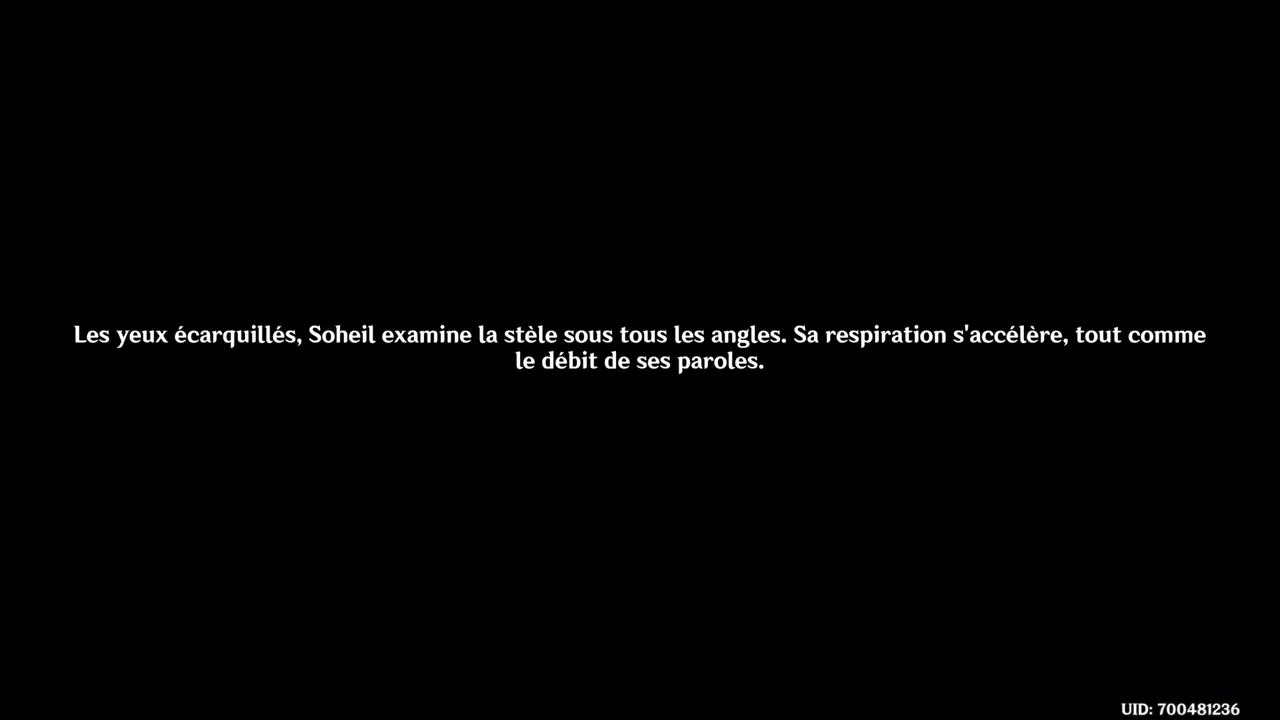 Les yeux écarquillés, Soheil examine la stèle sous tous les angles. Sa respiration s'accélère, tout comme
le débit de ses paroles.
UID: 700481236